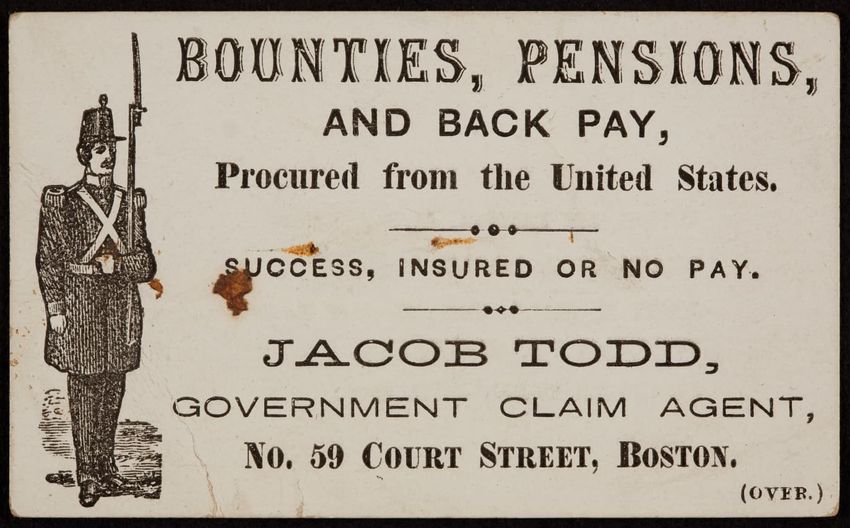 BOUNTIES, PENSIONS,
AND BACK PAY,
Procured from the United States.
SUCCESS, INSURED OR NO PAY.
JACOB TODD,
GOVERNMENT CLAIM AGENT,
No. 59 COURT STREET, BOSTON.
(OVER.)